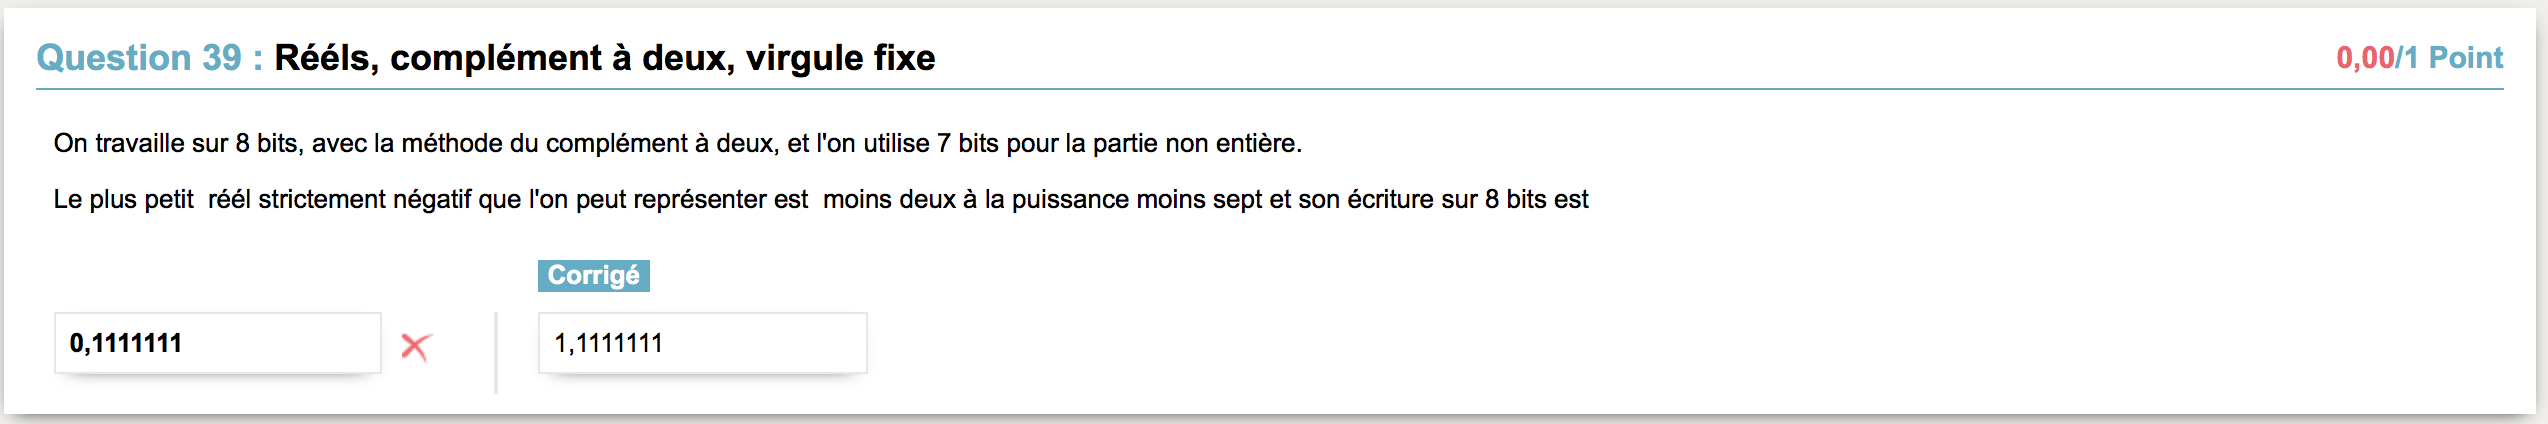 Question 39 : Réels, complément à deux, virgule fixe
0,00/1 Point
On travaille sur 8 bits, avec la méthode du complément à deux, et l'on utilise 7 bits pour la partie non entière.
Le plus petit  réél strictement négatif que l'on peut représenter est  moins deux à la puissance moins sept et son écriture sur 8 bits est
Corrigé
0,1111111
1,1111111